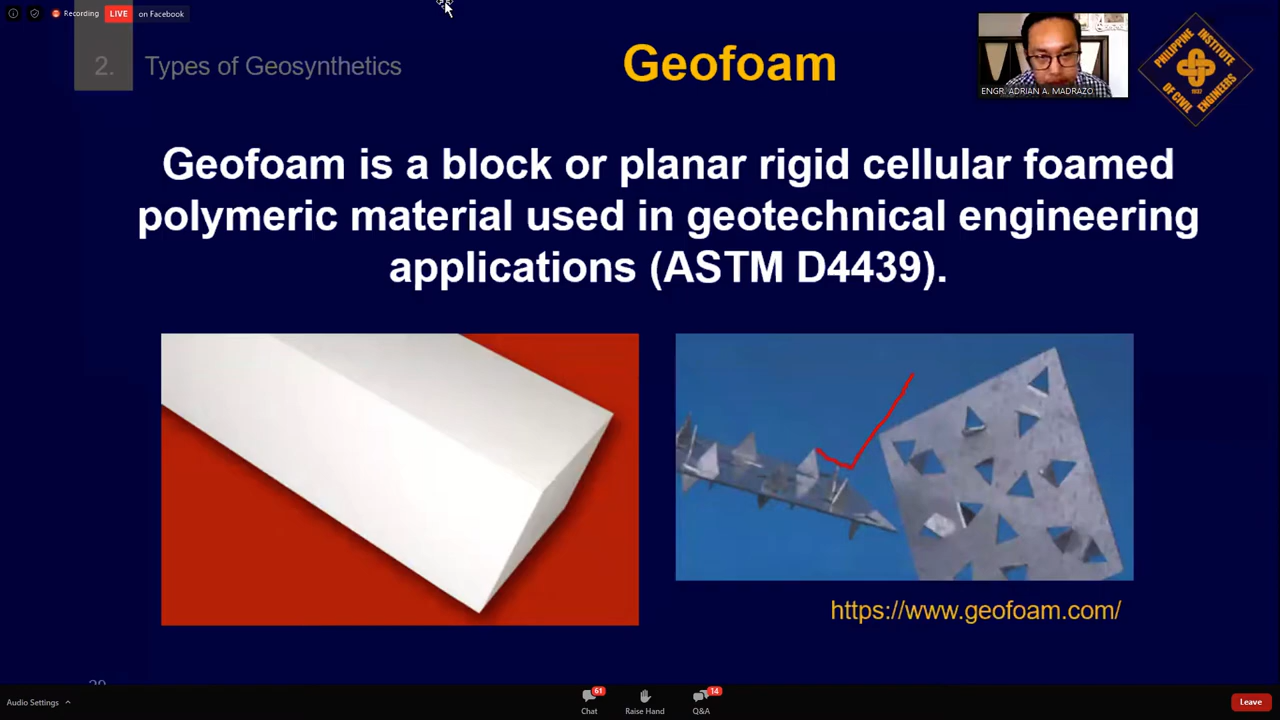 Recording
LIVE
on Facebook
2.
Types of Geosynthetics
Geofoam
ENGR. ADRIAN A. MADRAZO
PHILIPPINE INSTITUTE
OF CIVIL ENGINEERS
1937
Geofoam is a block or planar rigid cellular foamed
polymeric material used in geotechnical engineering
applications (ASTM D4439).
https://www.geofoam.com/
Audio Settings
61
Chat
Raise Hand
14
Q&A
Leave